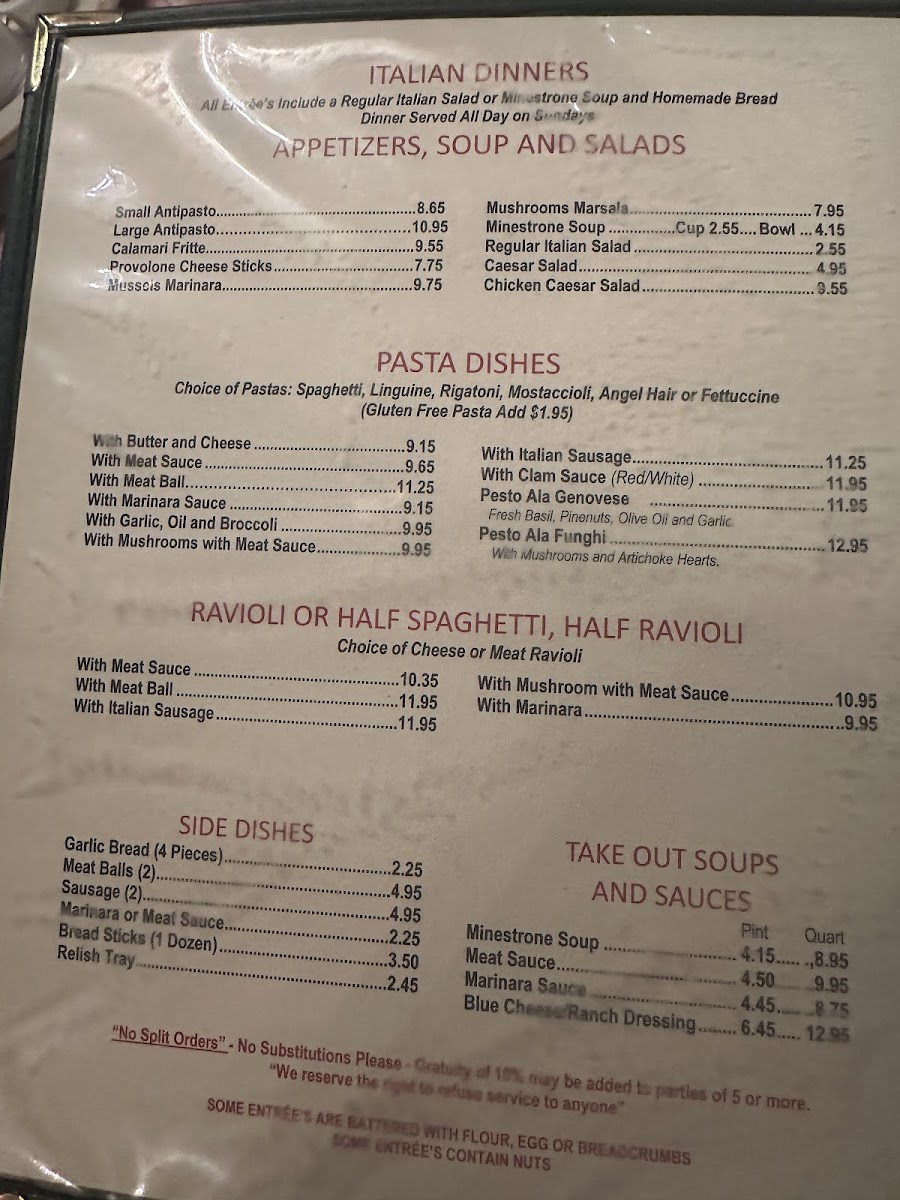 ITALIAN DINNERS
All Entrée's Include a Regular Italian Salad or Minestrone Soup and Homemade Bread
Dinner Served All Day on Sundays
APPETIZERS, SOUP AND SALADS
Small Antipasto 8.65
Large Antipasto 10.95
Calamari Fritte 9.55
Provolone Cheese Sticks 7.75
Mussels Marinara 9.75
Mushrooms Marsala 7.95
Minestrone Soup Cup 2.55 Bowl 4.15
Regular Italian Salad 2.55
Caesar Salad 4.95
Chicken Caesar Salad 9.55
PASTA DISHES
Choice of Pastas: Spaghetti, Linguine, Rigatoni, Mostaccioli, Angel Hair or Fettuccine
(Gluten Free Pasta Add $1.95)
With Butter and Cheese 9.15
With Meat Sauce 9.65
With Meat Ball 11.25
With Marinara Sauce 9.15
With Garlic, Oil and Broccoli 9.95
With Mushrooms with Meat Sauce 9.95
With Italian Sausage 11.25
With Clam Sauce (Red/White) 11.95
Pesto Ala Genovese 11.95
Fresh Basil, Pinenuts, Olive Oil and Garlic
Pesto Ala Funghi 12.95
With Mushrooms and Artichoke Hearts.
RAVIOLI OR HALF SPAGHETTI, HALF RAVIOLI
Choice of Cheese or Meat Ravioli
With Meat Sauce 10.35
With Meat Ball 11.95
With Italian Sausage 11.95
With Mushroom with Meat Sauce 10.95
With Marinara 9.95
SIDE DISHES
Garlic Bread (4 Pieces) 2.25
Meat Balls (2) 4.95
Sausage (2) 4.95
Marinara or Meat Sauce 2.25
Bread Sticks (1 Dozen) 3.50
Relish Tray 2.45
TAKE OUT SOUPS
AND SAUCES
Pint Quart
Minestrone Soup 4.15 8.95
Meat Sauce 4.50 9.95
Marinara Sauce 4.45 8.75
Blue Cheese/Ranch Dressing 6.45 12.95
"No Split Orders" - No Substitutions Please - Gratuity of 18% may be added to parties of 5 or more.
"We reserve the right to refuse service to anyone"
SOME ENTRÉE'S ARE BATTERED WITH FLOUR, EGG OR BREADCRUMBS
SOME ENTRÉE'S CONTAIN NUTS